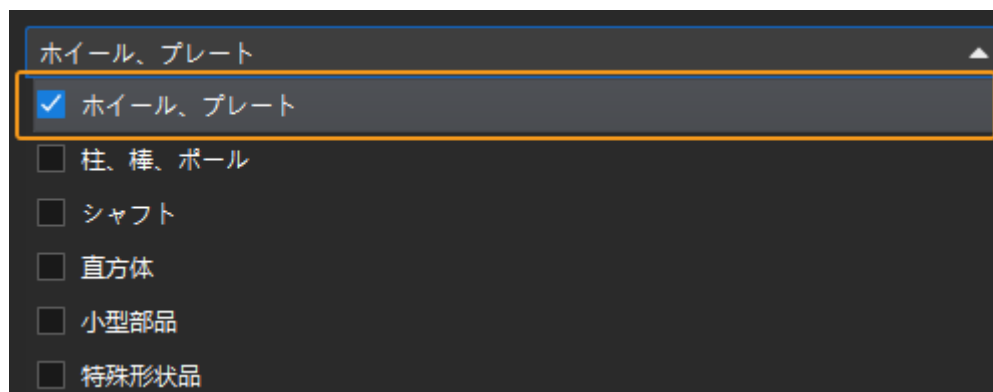 ホイール、プレート
ホイール、プレート
柱、棒、ポール
シャフト
直方体
小型部品
特殊形状品